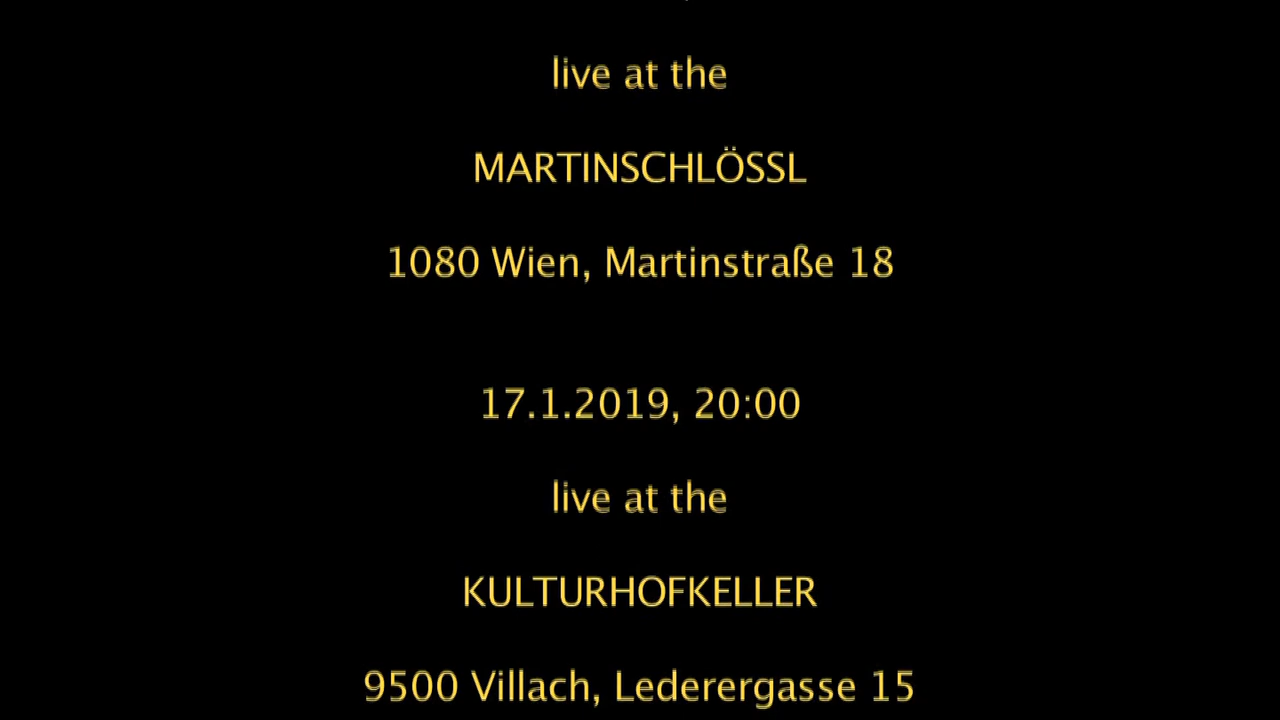 live at the
MARTINSCHLÖSSL
1080 Wien, Martinstraße 18
17.1.2019, 20:00
live at the
KULTURHOFKELLER
9500 Villach, Lederergasse 15